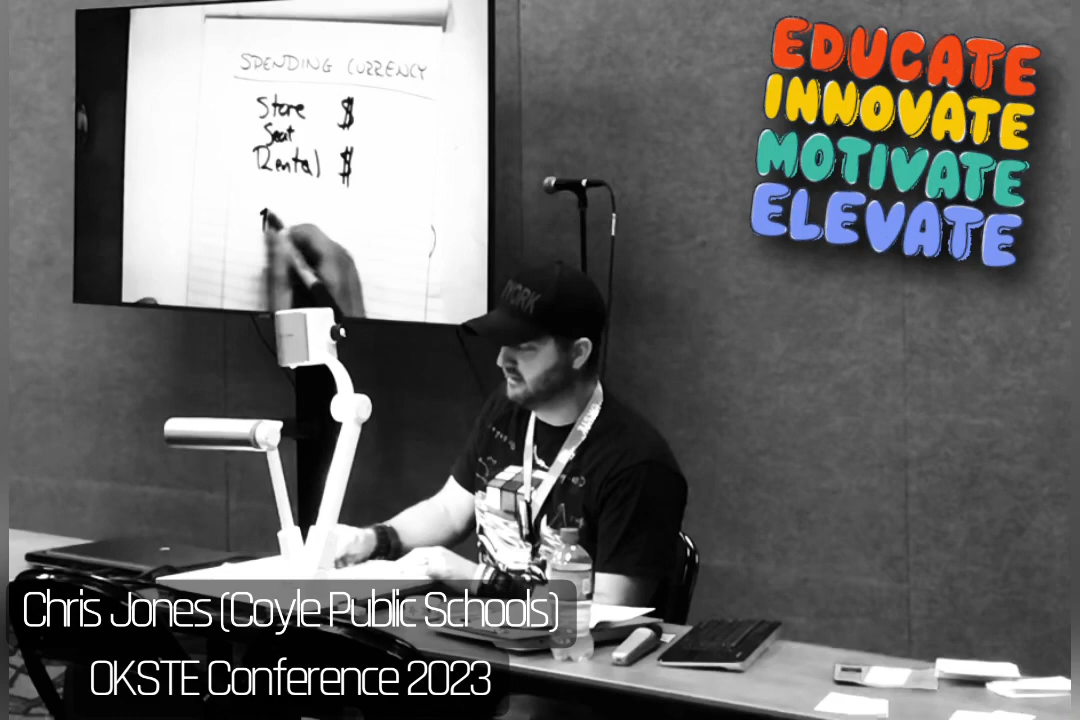 SPENDING CURRENCY
Store $
Seat
Rental $
EDUCATE
INNOVATE
MOTIVATE
ELEVATE
Chris Jones (Coyle Public Schools)
OKSTE Conference 2023